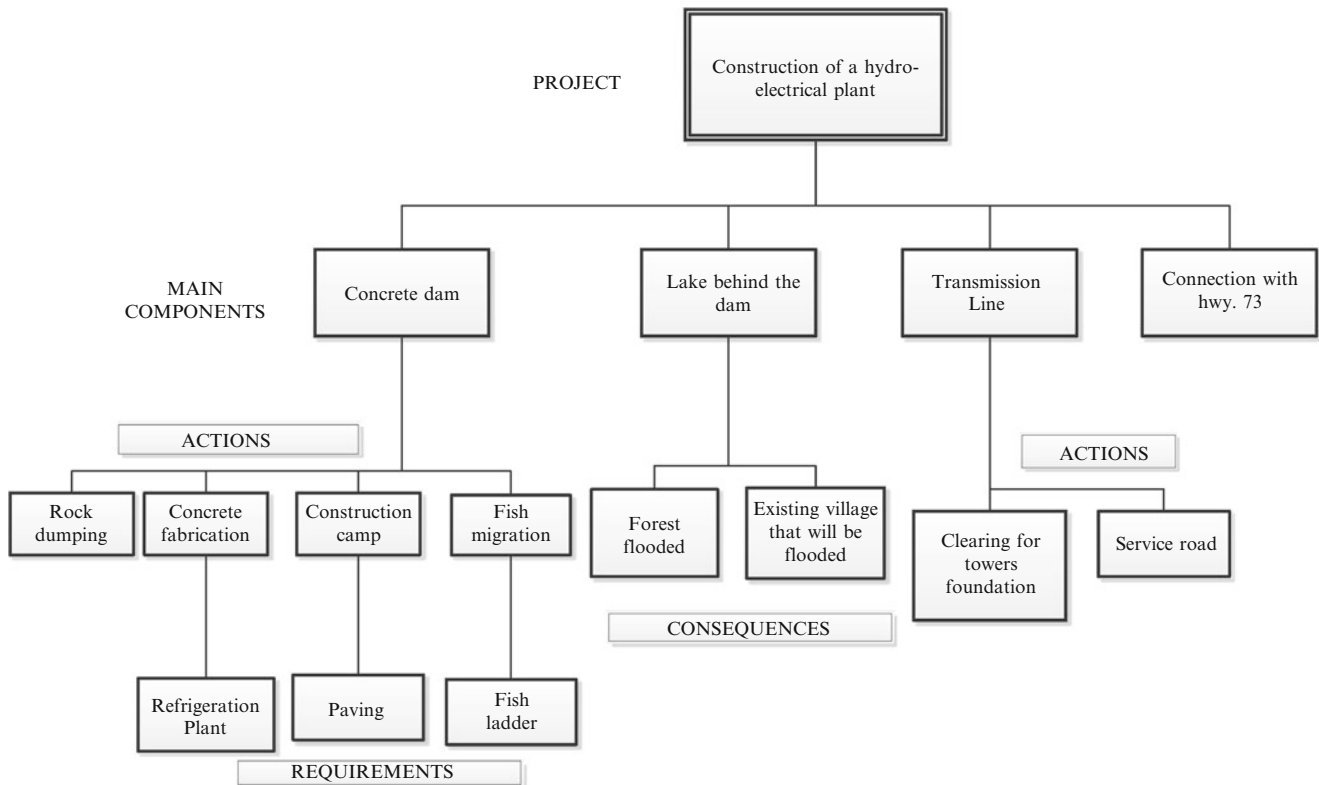 PROJECT
Construction of a hydro-
electrical plant
MAIN
COMPONENTS
Concrete dam
Lake behind the
dam
Transmission
Line
Connection with
hwy. 73
ACTIONS
ACTIONS
Rock
dumping
Concrete
fabrication
Construction
camp
Fish
migration
Forest
flooded
Existing village
that will be
flooded
Clearing for
towers
foundation
Service road
CONSEQUENCES
Refrigeration
Plant
Paving
Fish
ladder
REQUIREMENTS